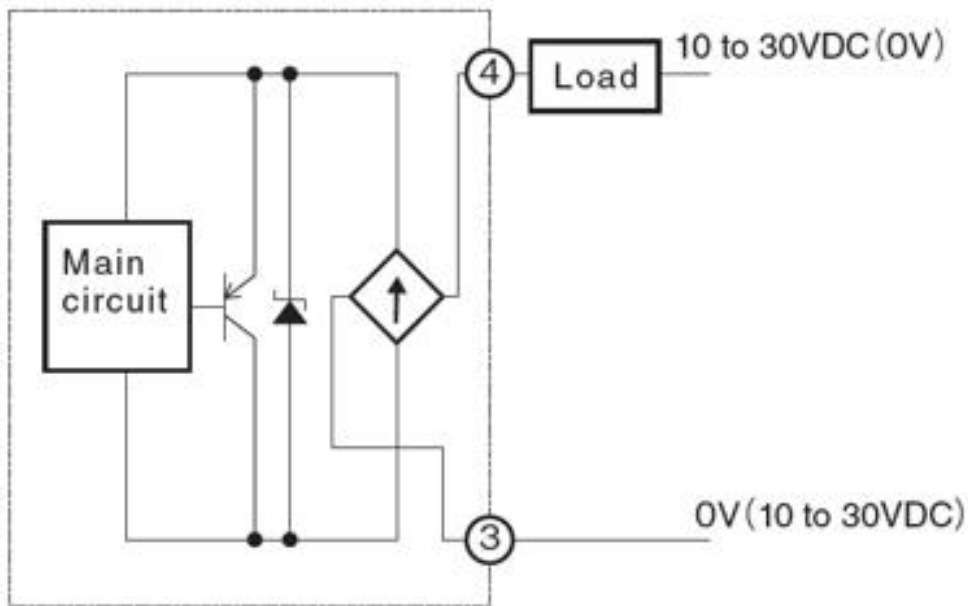 10 to 30VDC(0V)
④
Load
Main
circuit
0V(10 to 30VDC)
③